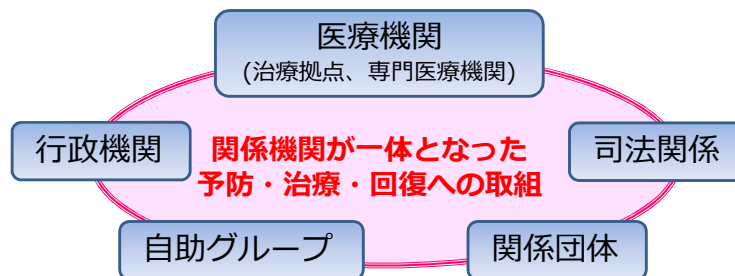 医療機関
(治療拠点、専門医療機関)
行政機関
関係機関が一体となった
予防・治療・回復への取組
司法関係
自助グループ
関係団体